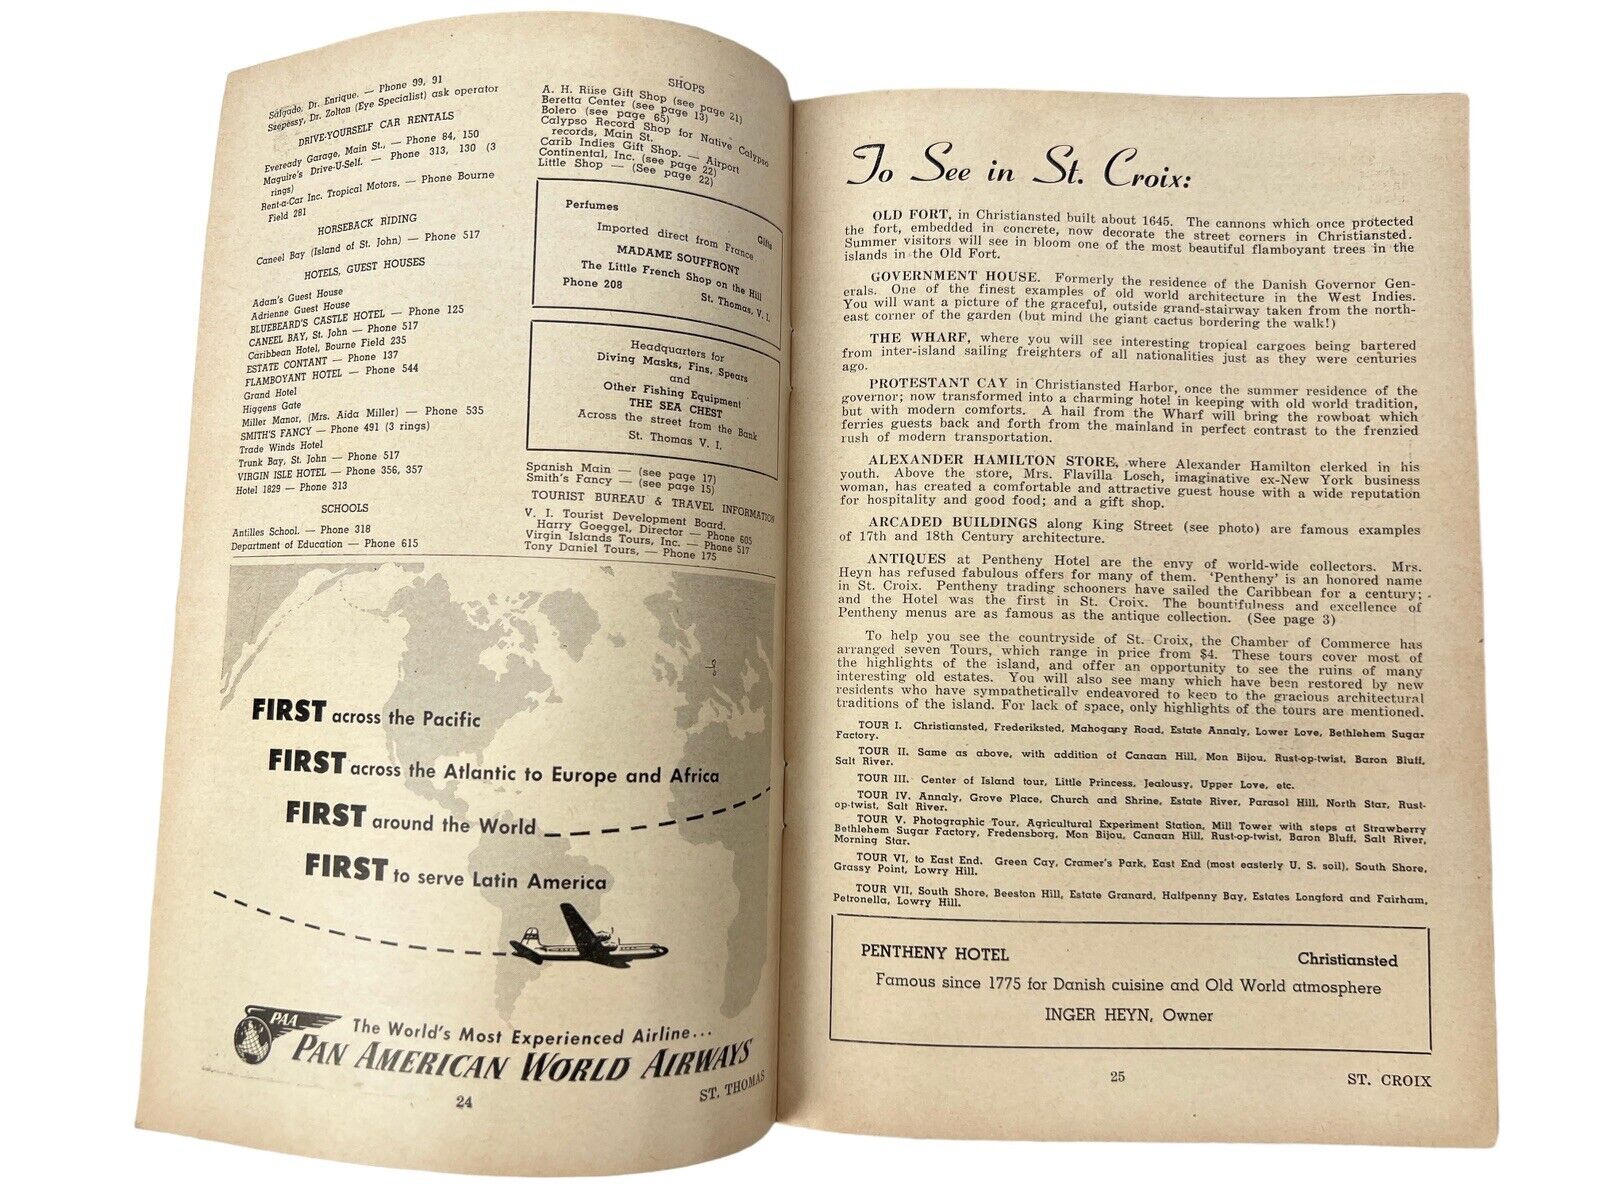 Salgado, Dr. Enrique. — Phone 99, 91
Szepessy, Dr. Zolton (Eye Specialist) ask operator
DRIVE-YOURSELF CAR RENTALS
Eveready Garage, Main St., — Phone 84, 150
Maguire's Drive-U-Self. — Phones 313, 130 (3
rings)
Rent-a-Car Inc. Tropical Motors. — Phone Bourne
Field 281
HORSEBACK RIDING
Caneel Bay (Island of St. John) — Phone 517
HOTELS, GUEST HOUSES
Adam's Guest House
Adrienne Guest House
BLUEBEARD'S CASTLE HOTEL — Phone 125
CANEEL BAY, St. John — Phone 517
Caribbean Hotel, Bourne Field 235
ESTATE CONTANT — Phone 137
FLAMBOYANT HOTEL — Phone 544
Grand Hotel
Higgens Gate
Miller Manor, (Mrs. Aida Miller) — Phone 535
SMITH'S FANCY — Phone 491 (3 rings)
Trade Winds Hotel
Trunk Bay, St. John — Phone 517
VIRGIN ISLE HOTEL — Phone 356, 357
Hotel 1829 — Phone 313
SCHOOLS
Antilles School. — Phone 318
Department of Education — Phone 615
SHOPS
A. H. Riise Gift Shop (see page 21)
Beretta Center (see page 13)
Bolero (see page 65)
Calypso Record Shop for Native Calypso
records, Main St.
Carib Indies Gift Shop. — Airport
Continental, Inc. (see page 22)
Little Shop — (See page 22)
Perfumes
Gifts
Imported direct from France
MADAME SOUFFRONT
The Little French Shop on the Hill
Phone 208
St. Thomas, V. I.
Headquarters for
Diving Masks, Fins, Spears
and
Other Fishing Equipment
THE SEA CHEST
Across the street from the Bank
St. Thomas V. I.
Spanish Main — (see page 17)
Smith's Fancy — (see page 15)
TOURIST BUREAU & TRAVEL INFORMATION
V. I. Tourist Development Board.
Harry Goeggel, Director — Phone 605
Virgin Islands Tours, Inc. — Phone 517
Tony Daniel Tours, — Phone 175
FIRST across the Pacific
FIRST across the Atlantic to Europe and Africa
FIRST around the World
FIRST to serve Latin America
PAA
The World's Most Experienced Airline...
PAN AMERICAN WORLD AIRWAYS
ST. THOMAS
24
To See in St. Croix:
OLD FORT, in Christiansted built about 1645. The cannons which once protected
the fort, embedded in concrete, now decorate the street corners in Christiansted.
Summer visitors will see in bloom one of the most beautiful flamboyant trees in the
islands in the Old Fort.
GOVERNMENT HOUSE. Formerly the residence of the Danish Governor Gen-
erals. One of the finest examples of old world architecture in the West Indies.
You will want a picture of the graceful, outside grand-stairway taken from the north-
east corner of the garden (but mind the giant cactus bordering the walk!)
THE WHARF, where you will see interesting tropical cargoes being bartered
from inter-island sailing freighters of all nationalities just as they were centuries
ago.
PROTESTANT CAY in Christiansted Harbor, once the summer residence of the
governor; now transformed into a charming hotel in keeping with old world tradition,
but with modern comforts. A hail from the Wharf will bring the rowboat which
ferries guests back and forth from the mainland in perfect contrast to the frenzied
rush of modern transportation.
ALEXANDER HAMILTON STORE, where Alexander Hamilton clerked in his
youth. Above the store, Mrs. Flavilla Losch, imaginative ex-New York business
woman, has created a comfortable and attractive guest house with a wide reputation
for hospitality and good food; and a gift shop.
ARCADED BUILDINGS along King Street (see photo) are famous examples
of 17th and 18th Century architecture.
ANTIQUES at Pentheny Hotel are the envy of world-wide collectors. Mrs.
Heyn has refused fabulous offers for many of them. 'Pentheny' is an honored name
in St. Croix. Pentheny trading schooners have sailed the Caribbean for a century;
and the Hotel was the first in St. Croix. The bountifulness and excellence of
Pentheny menus are as famous as the antique collection. (See page 3)
To help you see the countryside of St. Croix, the Chamber of Commerce has
arranged seven Tours, which range in price from $4. These tours cover most of
the highlights of the island, and offer an opportunity to see the ruins of many
interesting old estates. You will also see many which have been restored by new
residents who have sympathetically endeavored to keep to the gracious architectural
traditions of the island. For lack of space, only highlights of the tours are mentioned.
TOUR I. Christiansted, Frederiksted, Mahogany Road, Estate Annaly, Lower Love, Bethlehem Sugar
Factory.
TOUR II. Same as above, with addition of Canaan Hill, Mon Bijou, Rust-op-twist, Baron Bluff,
Salt River.
TOUR III. Center of Island tour, Little Princess, Jealousy, Upper Love, etc.
TOUR IV. Annaly, Grove Place, Church and Shrine, Estate River, Parasol Hill, North Star, Rust-
op-twist, Salt River.
TOUR V. Photographic Tour, Agricultural Experiment Station, Mill Tower with steps at Strawberry
Bethlehem Sugar Factory, Fredensborg, Mon Bijou, Canaan Hill, Rust-op-twist, Baron Bluff, Salt River,
Morning Star.
TOUR VI, to East End. Green Cay, Cramer's Park, East End (most easterly U. S. soil), South Shore,
Grassy Point, Lowry Hill.
TOUR VII, South Shore, Beeston Hill, Estate Granard, Halfpenny Bay, Estates Longford and Fairham,
Petronella, Lowry Hill.
PENTHENY HOTEL Christiansted
Famous since 1775 for Danish cuisine and Old World atmosphere
INGER HEYN, Owner
25
ST. CROIX